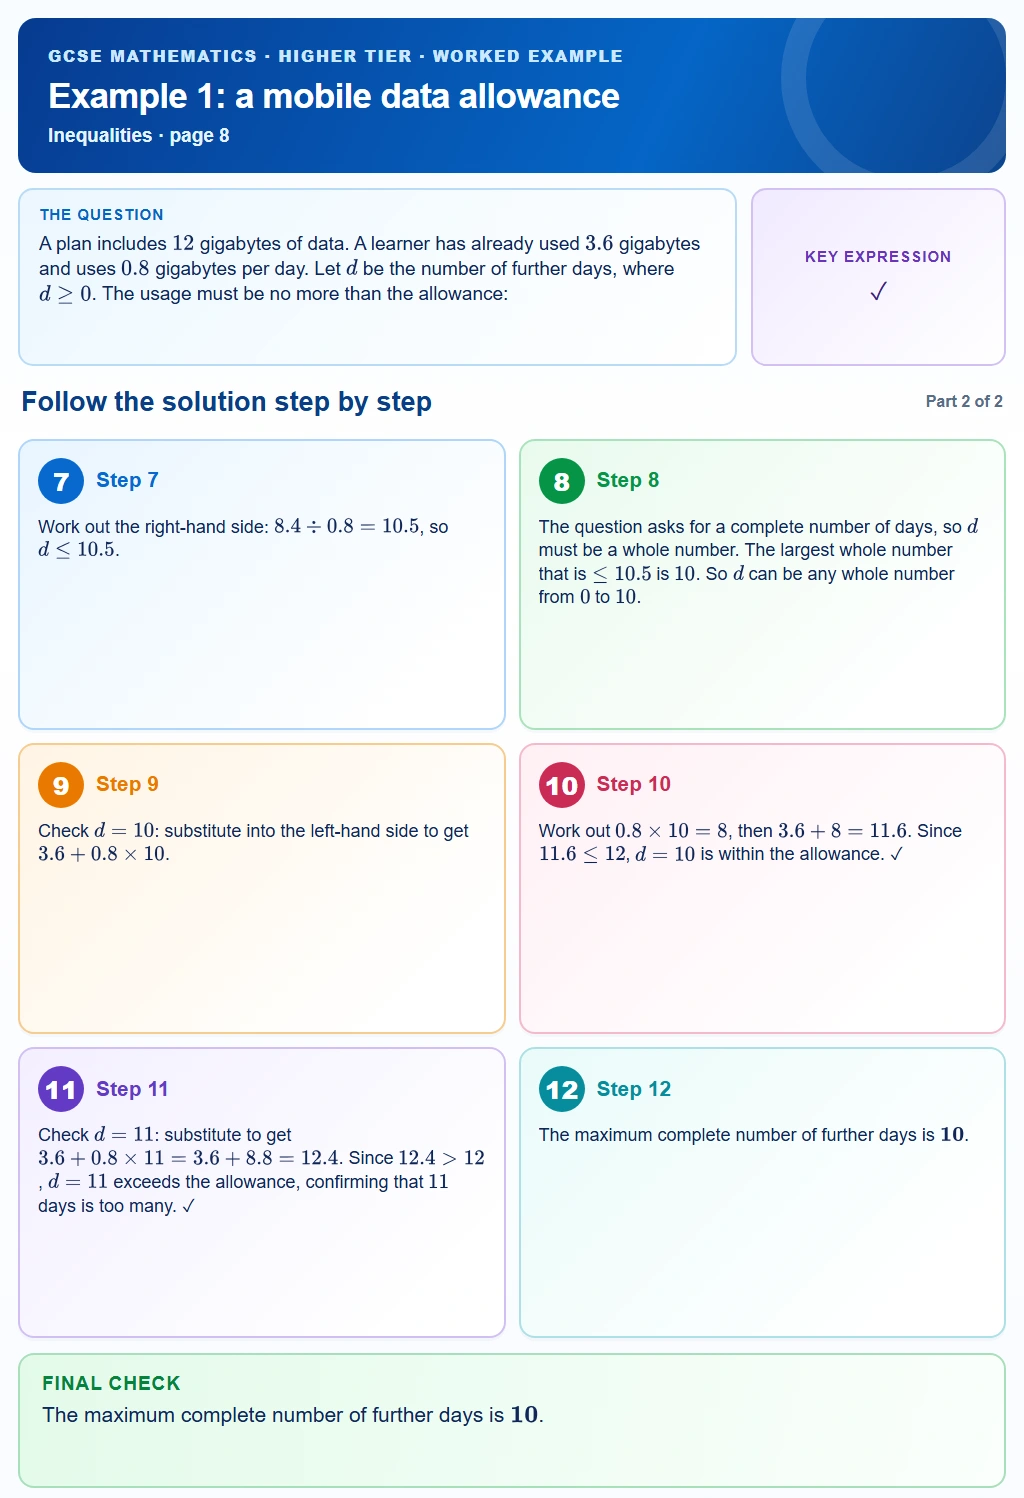 GCSE MATHEMATICS · HIGHER TIER · WORKED EXAMPLE
Example 1: a mobile data allowance
Inequalities · page 8
THE QUESTION
A plan includes 12 gigabytes of data. A learner has already used 3.6 gigabytes
and uses 0.8 gigabytes per day. Let d be the number of further days, where
d ≥ 0. The usage must be no more than the allowance:
KEY EXPRESSION
✓
Follow the solution step by step
Part 2 of 2
7 Step 7
Work out the right-hand side: 8.4 ÷ 0.8 = 10.5, so
d ≤ 10.5.
8 Step 8
The question asks for a complete number of days, so d
must be a whole number. The largest whole number
that is ≤ 10.5 is 10. So d can be any whole number
from 0 to 10.
9 Step 9
Check d = 10: substitute into the left-hand side to get
3.6 + 0.8 × 10.
10 Step 10
Work out 0.8 × 10 = 8, then 3.6 + 8 = 11.6. Since
11.6 ≤ 12, d = 10 is within the allowance. ✓
11 Step 11
Check d = 11: substitute to get
3.6 + 0.8 × 11 = 3.6 + 8.8 = 12.4. Since 12.4 > 12
, d = 11 exceeds the allowance, confirming that 11
days is too many. ✓
12 Step 12
The maximum complete number of further days is 10.
FINAL CHECK
The maximum complete number of further days is 10.